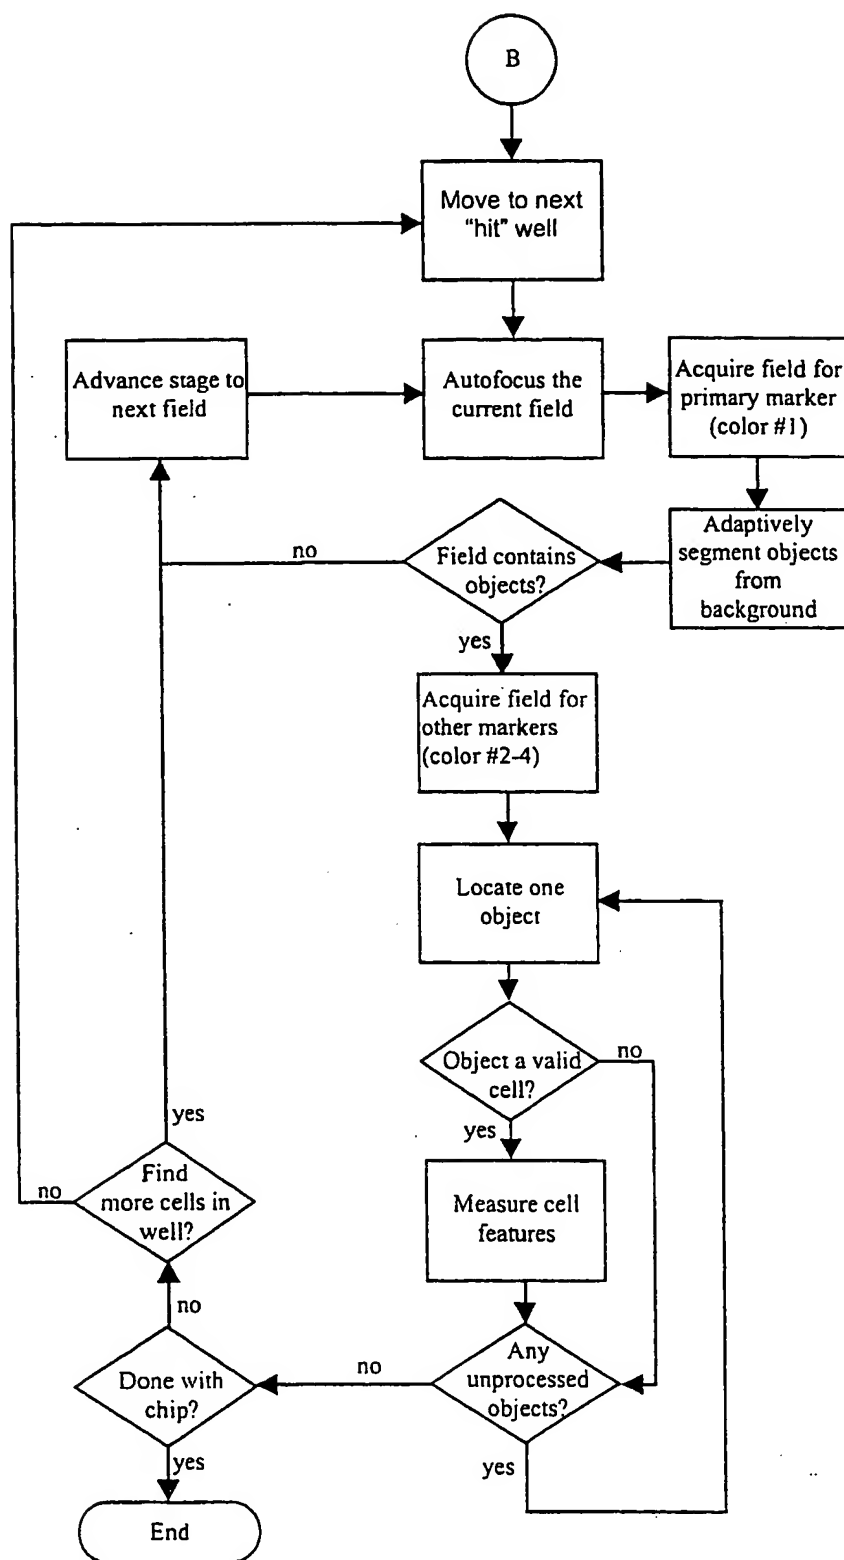 B
Move to next
"hit" well
Advance stage to
next field
Autofocus the
current field
Acquire field for
primary marker
(color #1)
Adaptively
segment objects
from
background
Field contains
objects?
no
yes
Acquire field for
other markers
(color #2-4)
Locate one
object
Object a valid
cell?
no
yes
Measure cell
features
Find
more cells in
well?
yes
no
Any
unprocessed
objects?
no
yes
Done with
chip?
no
yes
End